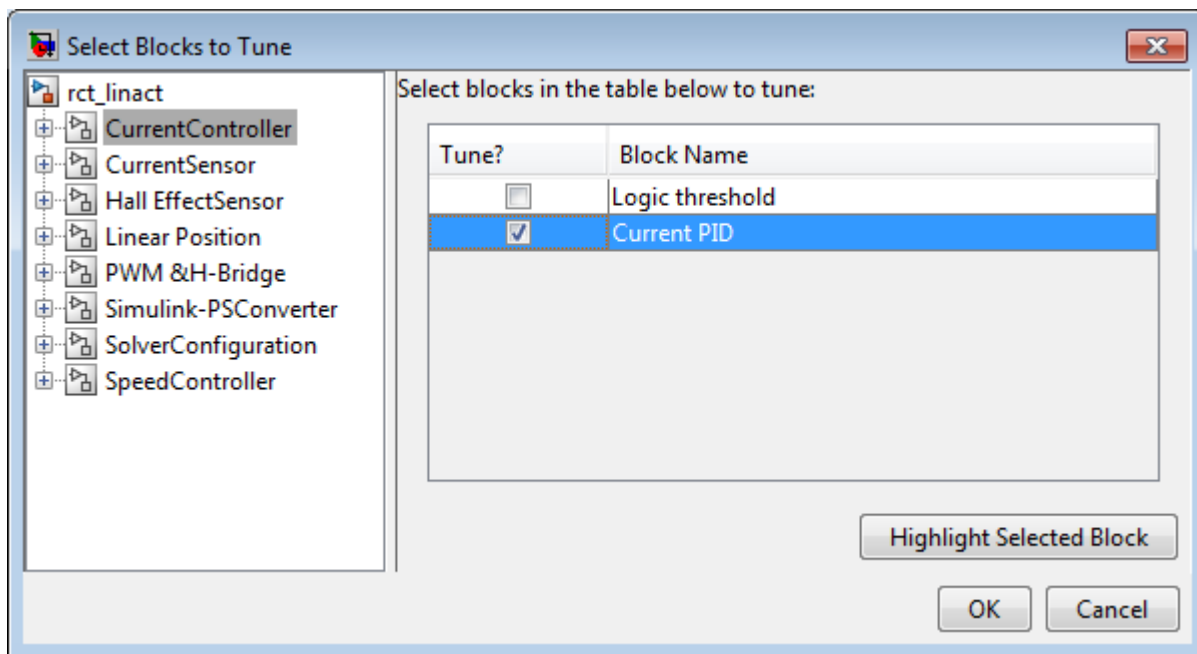 Select Blocks to Tune
rct_linact
CurrentController
CurrentSensor
Hall EffectSensor
Linear Position
PWM &H-Bridge
Simulink-PSConverter
SolverConfiguration
SpeedController
Select blocks in the table below to tune:
Tune? Block Name
Logic threshold
Current PID
Highlight Selected Block
OK Cancel